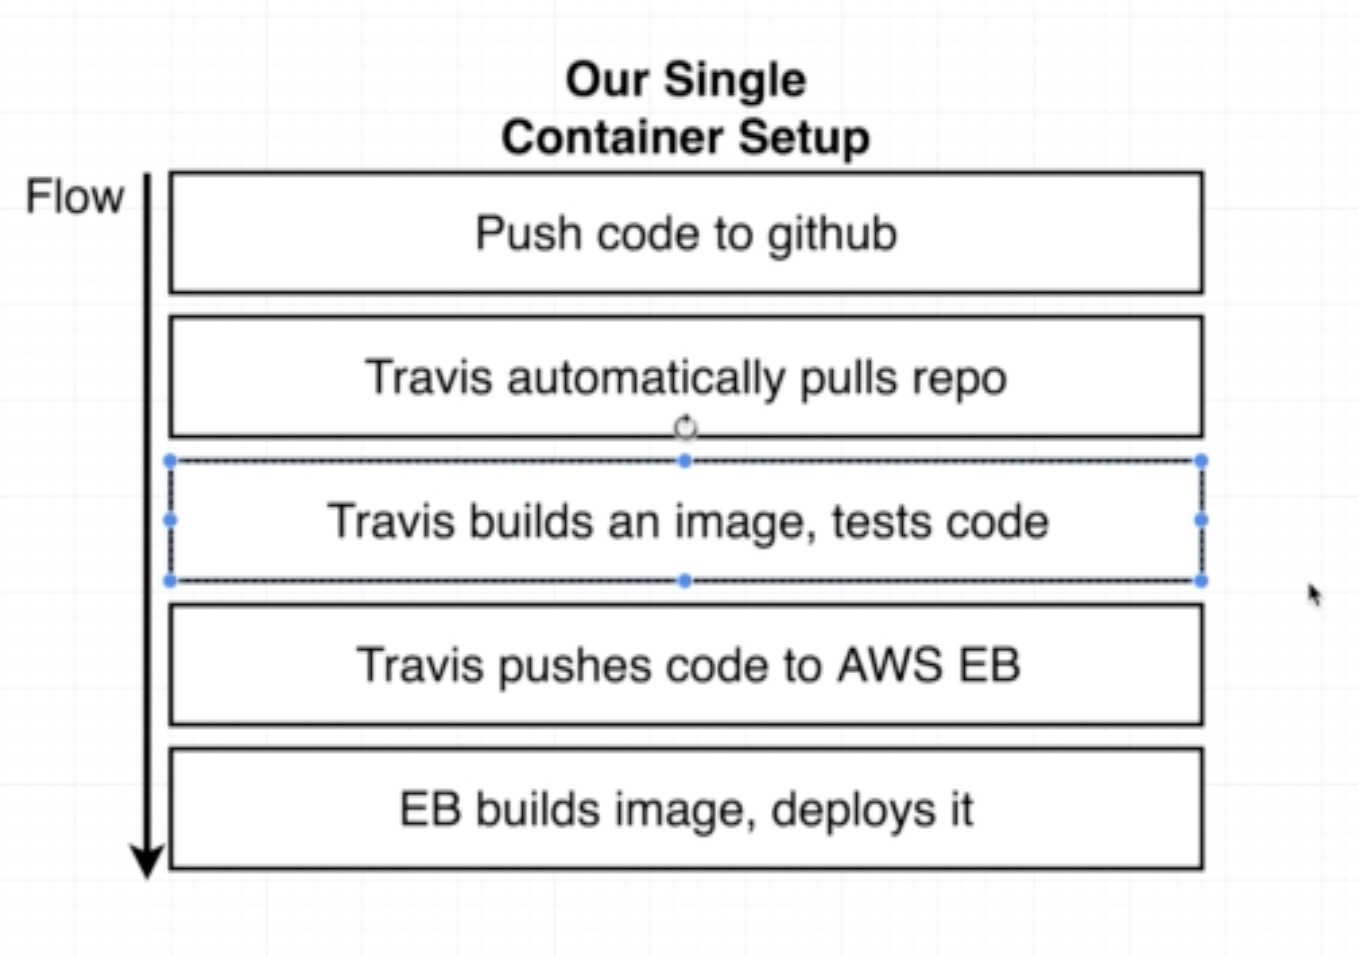 Our Single
Container Setup
Flow
Push code to github
Travis automatically pulls repo
Travis builds an image, tests code
Travis pushes code to AWS EB
EB builds image, deploys it